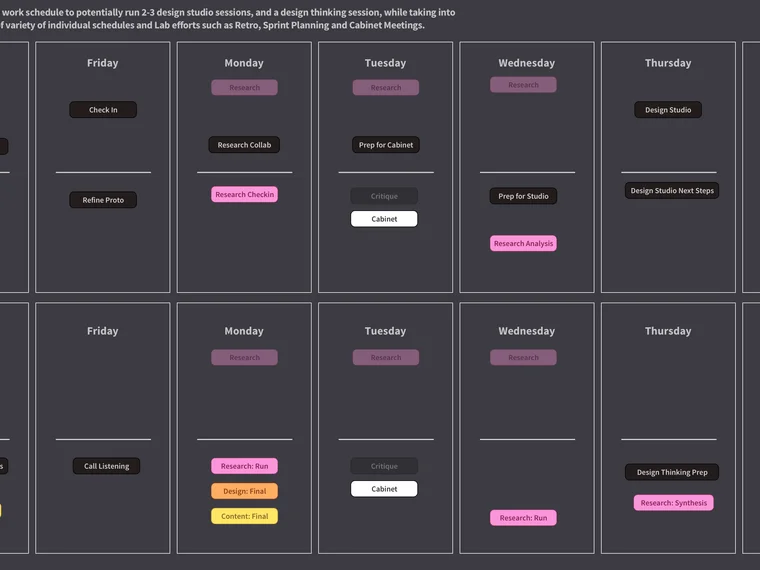 work schedule to potentially run 2-3 design studio sessions, and a design thinking session, while taking into
f variety of individual schedules and Lab efforts such as Retro, Sprint Planning and Cabinet Meetings.
Friday
Check In
Refine Proto
Monday
Research
Research Collab
Research Checkin
Tuesday
Research
Prep for Cabinet
Critique
Cabinet
Wednesday
Research
Prep for Studio
Research Analysis
Thursday
Design Studio
Design Studio Next Steps
s
Friday
Call Listening
Monday
Research
Research: Run
Design: Final
Content: Final
Tuesday
Research
Critique
Cabinet
Wednesday
Research
Research: Run
Thursday
Design Thinking Prep
Research: Synthesis